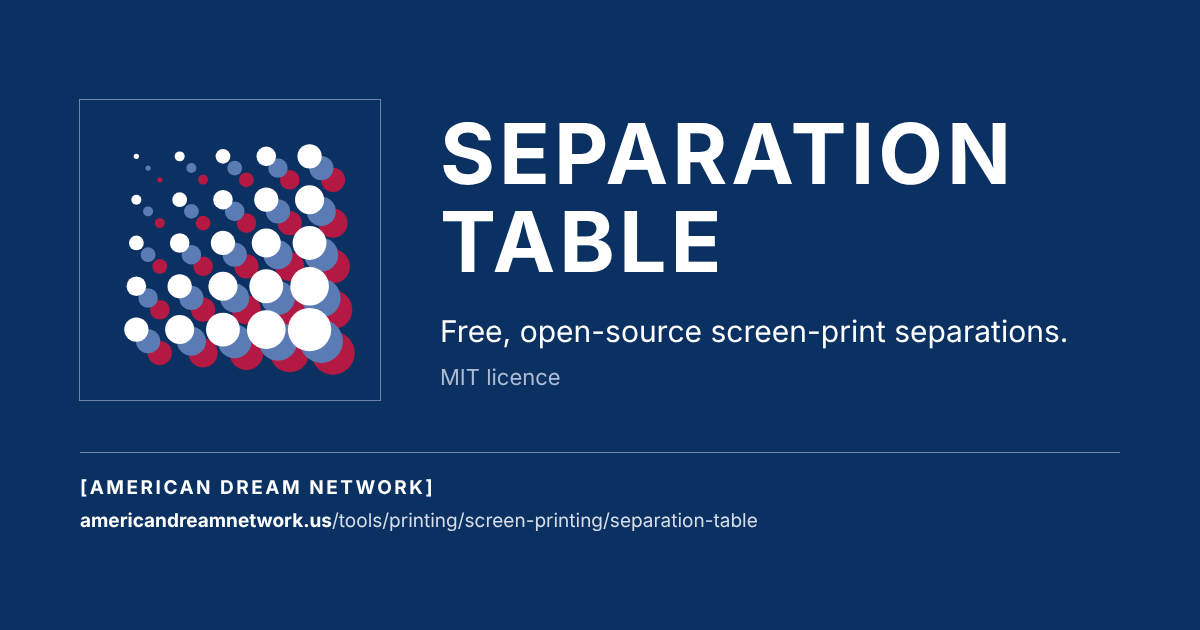 SEPARATION
TABLE
Free, open-source screen-print separations.
MIT licence
[AMERICAN DREAM NETWORK]
americandreamnetwork.us/tools/printing/screen-printing/separation-table